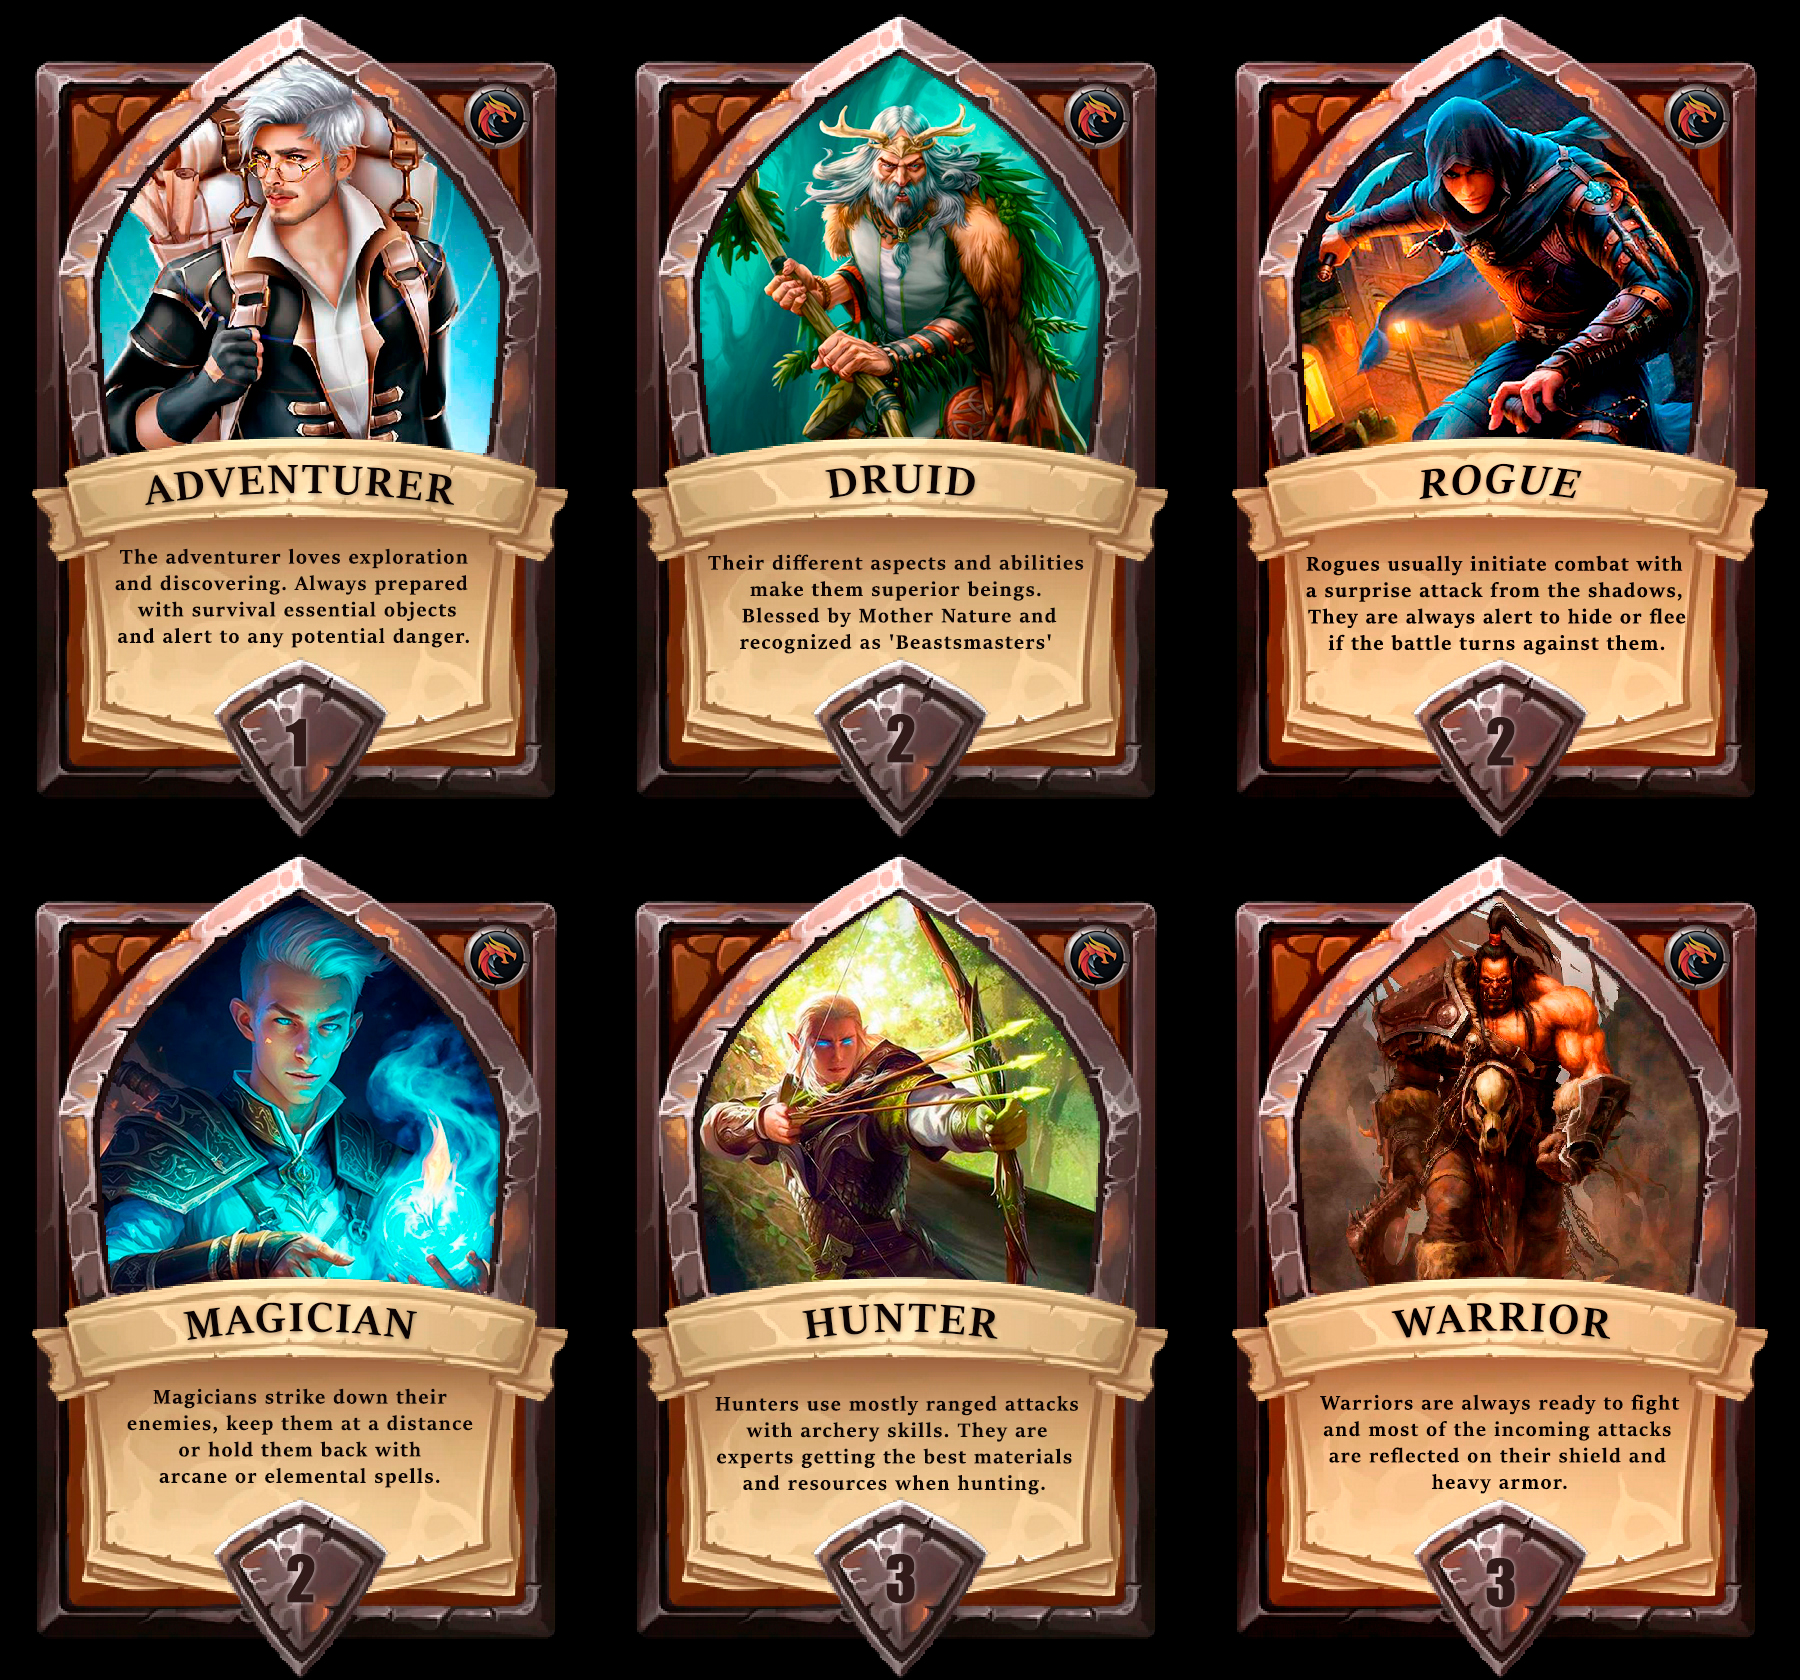 ADVENTURER
The adventurer loves exploration
and discovering. Always prepared
with survival essential objects
and alert to any potential danger.
1
DRUID
Their different aspects and abilities
make them superior beings.
Blessed by Mother Nature and
recognized as 'Beastsmasters'
2
ROGUE
Rogues usually initiate combat with
a surprise attack from the shadows,
They are always alert to hide or flee
if the battle turns against them.
2
MAGICIAN
Magicians strike down their
enemies, keep them at a distance
or hold them back with
arcane or elemental spells.
2
HUNTER
Hunters use mostly ranged attacks
with archery skills. They are
experts getting the best materials
and resources when hunting.
3
WARRIOR
Warriors are always ready to fight
and most of the incoming attacks
are reflected on their shield and
heavy armor.
3